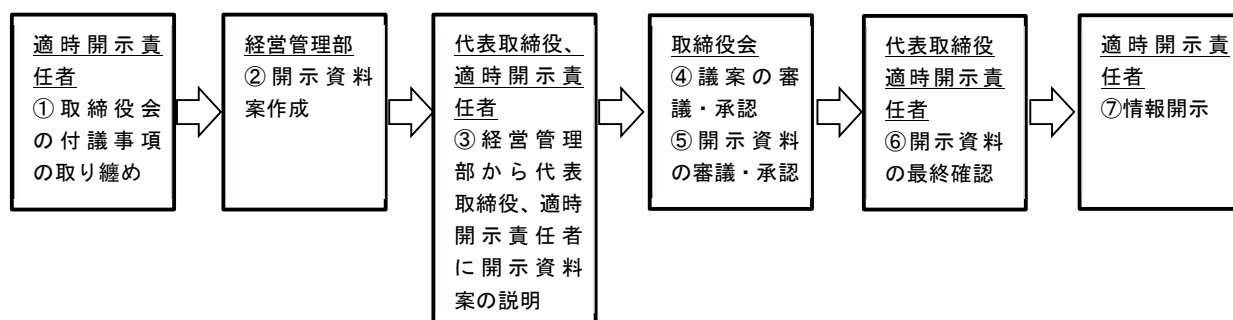 適時開示責
任者
①取締役会
の付議事項
の取り纏め
経営管理部
②開示資料
案作成
代表取締役、
適時開示責
任者
③経営管理
部から代表
取締役、適時
開示責任者
に開示資料
案の説明
取締役会
④議案の審
議・承認
⑤開示資料
の審議・承認
代表取締役
適時開示責
任者
⑥開示資料
の最終確認
適時開示責
任者
⑦情報開示